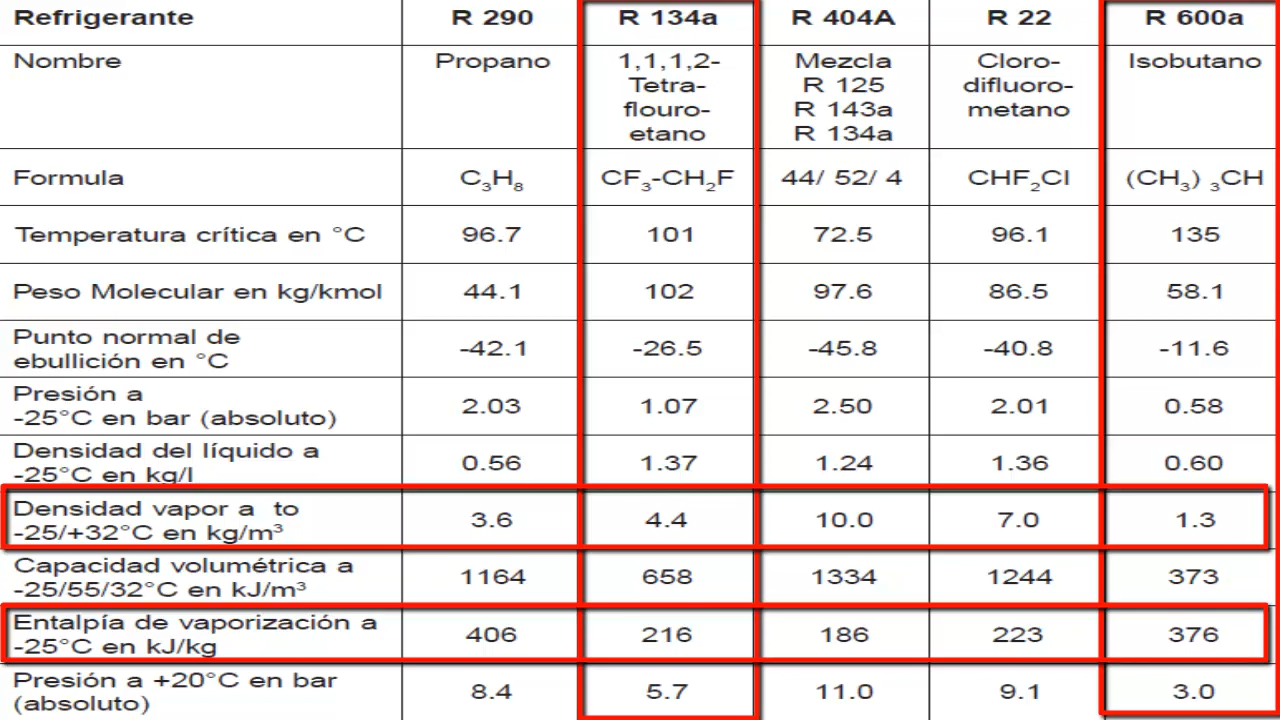 Refrigerante R 290 R 134a R 404A R 22 R 600a
Nombre Propano 1,1,1,2- Mezcla Cloro- Isobutano
Tetra- R 125 difluoro-
flouro- R 143a metano
etano R 134a
Formula C₃H₈ CF₃-CH₂F 44/ 52/ 4 CHF₂Cl (CH₃) ₃CH
Temperatura crítica en °C 96.7 101 72.5 96.1 135
Peso Molecular en kg/kmol 44.1 102 97.6 86.5 58.1
Punto normal de
ebullición en °C -42.1 -26.5 -45.8 -40.8 -11.6
Presión a
-25°C en bar (absoluto) 2.03 1.07 2.50 2.01 0.58
Densidad del líquido a
-25°C en kg/l 0.56 1.37 1.24 1.36 0.60
Densidad vapor a to
-25/+32°C en kg/m³ 3.6 4.4 10.0 7.0 1.3
Capacidad volumétrica a
-25/55/32°C en kJ/m³ 1164 658 1334 1244 373
Entalpía de vaporización a
-25°C en kJ/kg 406 216 186 223 376
Presión a +20°C en bar
(absoluto) 8.4 5.7 11.0 9.1 3.0